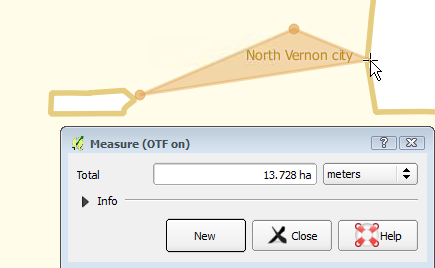 North Vernon city
Measure (OTF on)
Total 13.728 ha meters
Info
New Close Help